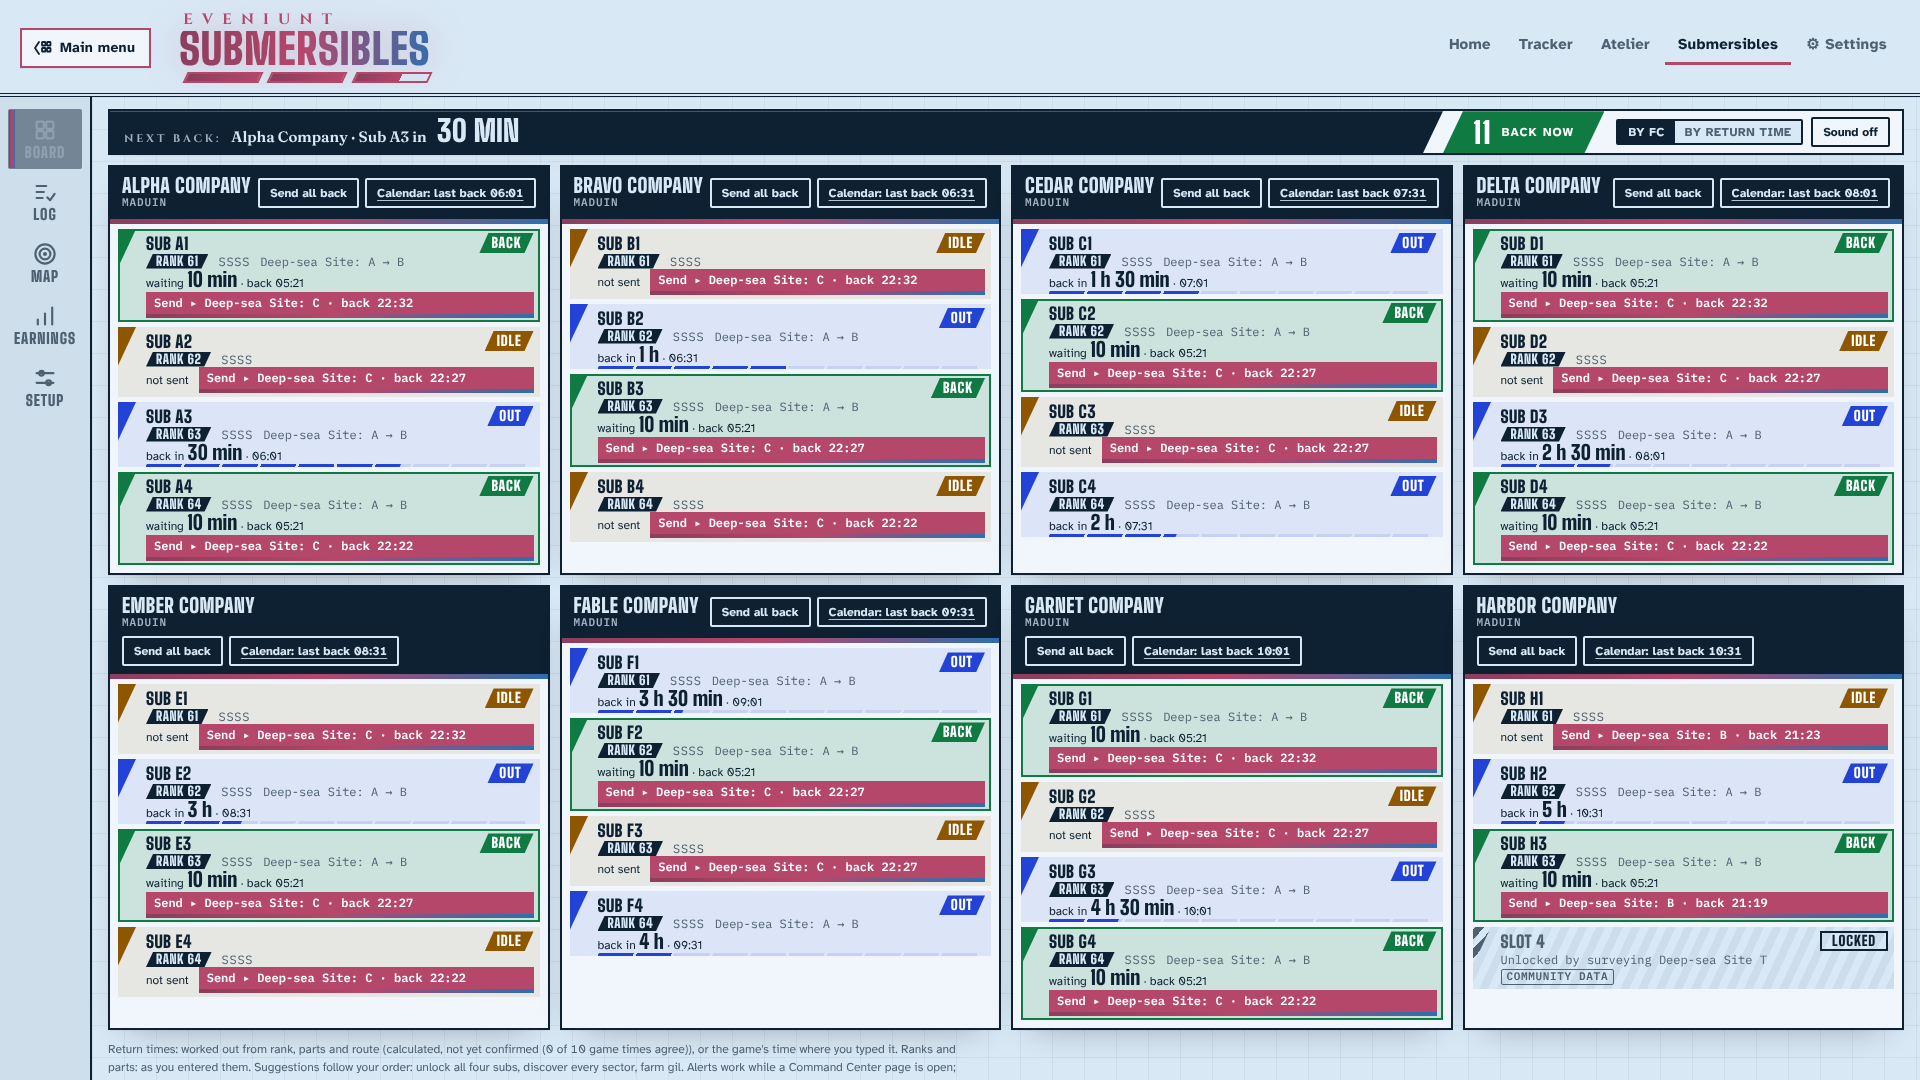 Main menu
EVENIUNT
SUBMERSIBLES
Home
Tracker
Atelier
Submersibles
⚙ Settings
BOARD
LOG
MAP
EARNINGS
SETUP
NEXT BACK: Alpha Company · Sub A3 in 30 MIN
11 BACK NOW
BY FC
BY RETURN TIME
Sound off
ALPHA COMPANY
MADUIN
Send all back
Calendar: last back 06:01
SUB A1
BACK
RANK 61 SSSS Deep-sea Site: A → B
waiting 10 min · back 05:21
Send ▸ Deep-sea Site: C · back 22:32
SUB A2
IDLE
RANK 62 SSSS
not sent
Send ▸ Deep-sea Site: C · back 22:27
SUB A3
OUT
RANK 63 SSSS Deep-sea Site: A → B
back in 30 min · 06:01
SUB A4
BACK
RANK 64 SSSS Deep-sea Site: A → B
waiting 10 min · back 05:21
Send ▸ Deep-sea Site: C · back 22:22
BRAVO COMPANY
MADUIN
Send all back
Calendar: last back 06:31
SUB B1
IDLE
RANK 61 SSSS
not sent
Send ▸ Deep-sea Site: C · back 22:32
SUB B2
OUT
RANK 62 SSSS Deep-sea Site: A → B
back in 1 h · 06:31
SUB B3
BACK
RANK 63 SSSS Deep-sea Site: A → B
waiting 10 min · back 05:21
Send ▸ Deep-sea Site: C · back 22:27
SUB B4
IDLE
RANK 64 SSSS
not sent
Send ▸ Deep-sea Site: C · back 22:22
CEDAR COMPANY
MADUIN
Send all back
Calendar: last back 07:31
SUB C1
OUT
RANK 61 SSSS Deep-sea Site: A → B
back in 1 h 30 min · 07:01
SUB C2
BACK
RANK 62 SSSS Deep-sea Site: A → B
waiting 10 min · back 05:21
Send ▸ Deep-sea Site: C · back 22:27
SUB C3
IDLE
RANK 63 SSSS
not sent
Send ▸ Deep-sea Site: C · back 22:27
SUB C4
OUT
RANK 64 SSSS Deep-sea Site: A → B
back in 2 h · 07:31
DELTA COMPANY
MADUIN
Send all back
Calendar: last back 08:01
SUB D1
BACK
RANK 61 SSSS Deep-sea Site: A → B
waiting 10 min · back 05:21
Send ▸ Deep-sea Site: C · back 22:32
SUB D2
IDLE
RANK 62 SSSS
not sent
Send ▸ Deep-sea Site: C · back 22:27
SUB D3
OUT
RANK 63 SSSS Deep-sea Site: A → B
back in 2 h 30 min · 08:01
SUB D4
BACK
RANK 64 SSSS Deep-sea Site: A → B
waiting 10 min · back 05:21
Send ▸ Deep-sea Site: C · back 22:22
EMBER COMPANY
MADUIN
Send all back
Calendar: last back 08:31
SUB E1
IDLE
RANK 61 SSSS
not sent
Send ▸ Deep-sea Site: C · back 22:32
SUB E2
OUT
RANK 62 SSSS Deep-sea Site: A → B
back in 3 h · 08:31
SUB E3
BACK
RANK 63 SSSS Deep-sea Site: A → B
waiting 10 min · back 05:21
Send ▸ Deep-sea Site: C · back 22:27
SUB E4
IDLE
RANK 64 SSSS
not sent
Send ▸ Deep-sea Site: C · back 22:22
FABLE COMPANY
MADUIN
Send all back
Calendar: last back 09:31
SUB F1
OUT
RANK 61 SSSS Deep-sea Site: A → B
back in 3 h 30 min · 09:01
SUB F2
BACK
RANK 62 SSSS Deep-sea Site: A → B
waiting 10 min · back 05:21
Send ▸ Deep-sea Site: C · back 22:27
SUB F3
IDLE
RANK 63 SSSS
not sent
Send ▸ Deep-sea Site: C · back 22:27
SUB F4
OUT
RANK 64 SSSS Deep-sea Site: A → B
back in 4 h · 09:31
GARNET COMPANY
MADUIN
Send all back
Calendar: last back 10:01
SUB G1
BACK
RANK 61 SSSS Deep-sea Site: A → B
waiting 10 min · back 05:21
Send ▸ Deep-sea Site: C · back 22:32
SUB G2
IDLE
RANK 62 SSSS
not sent
Send ▸ Deep-sea Site: C · back 22:27
SUB G3
OUT
RANK 63 SSSS Deep-sea Site: A → B
back in 4 h 30 min · 10:01
SUB G4
BACK
RANK 64 SSSS Deep-sea Site: A → B
waiting 10 min · back 05:21
Send ▸ Deep-sea Site: C · back 22:22
HARBOR COMPANY
MADUIN
Send all back
Calendar: last back 10:31
SUB H1
IDLE
RANK 61 SSSS
not sent
Send ▸ Deep-sea Site: B · back 21:23
SUB H2
OUT
RANK 62 SSSS Deep-sea Site: A → B
back in 5 h · 10:31
SUB H3
BACK
RANK 63 SSSS Deep-sea Site: A → B
waiting 10 min · back 05:21
Send ▸ Deep-sea Site: B · back 21:19
SLOT 4
LOCKED
Unlocked by surveying Deep-sea Site T
COMMUNITY DATA
Return times: worked out from rank, parts and route (calculated, not yet confirmed (0 of 10 game times agree)), or the game's time where you typed it. Ranks and
parts: as you entered them. Suggestions follow your order: unlock all four subs, discover every sector, farm gil. Alerts work while a Command Center page is open;